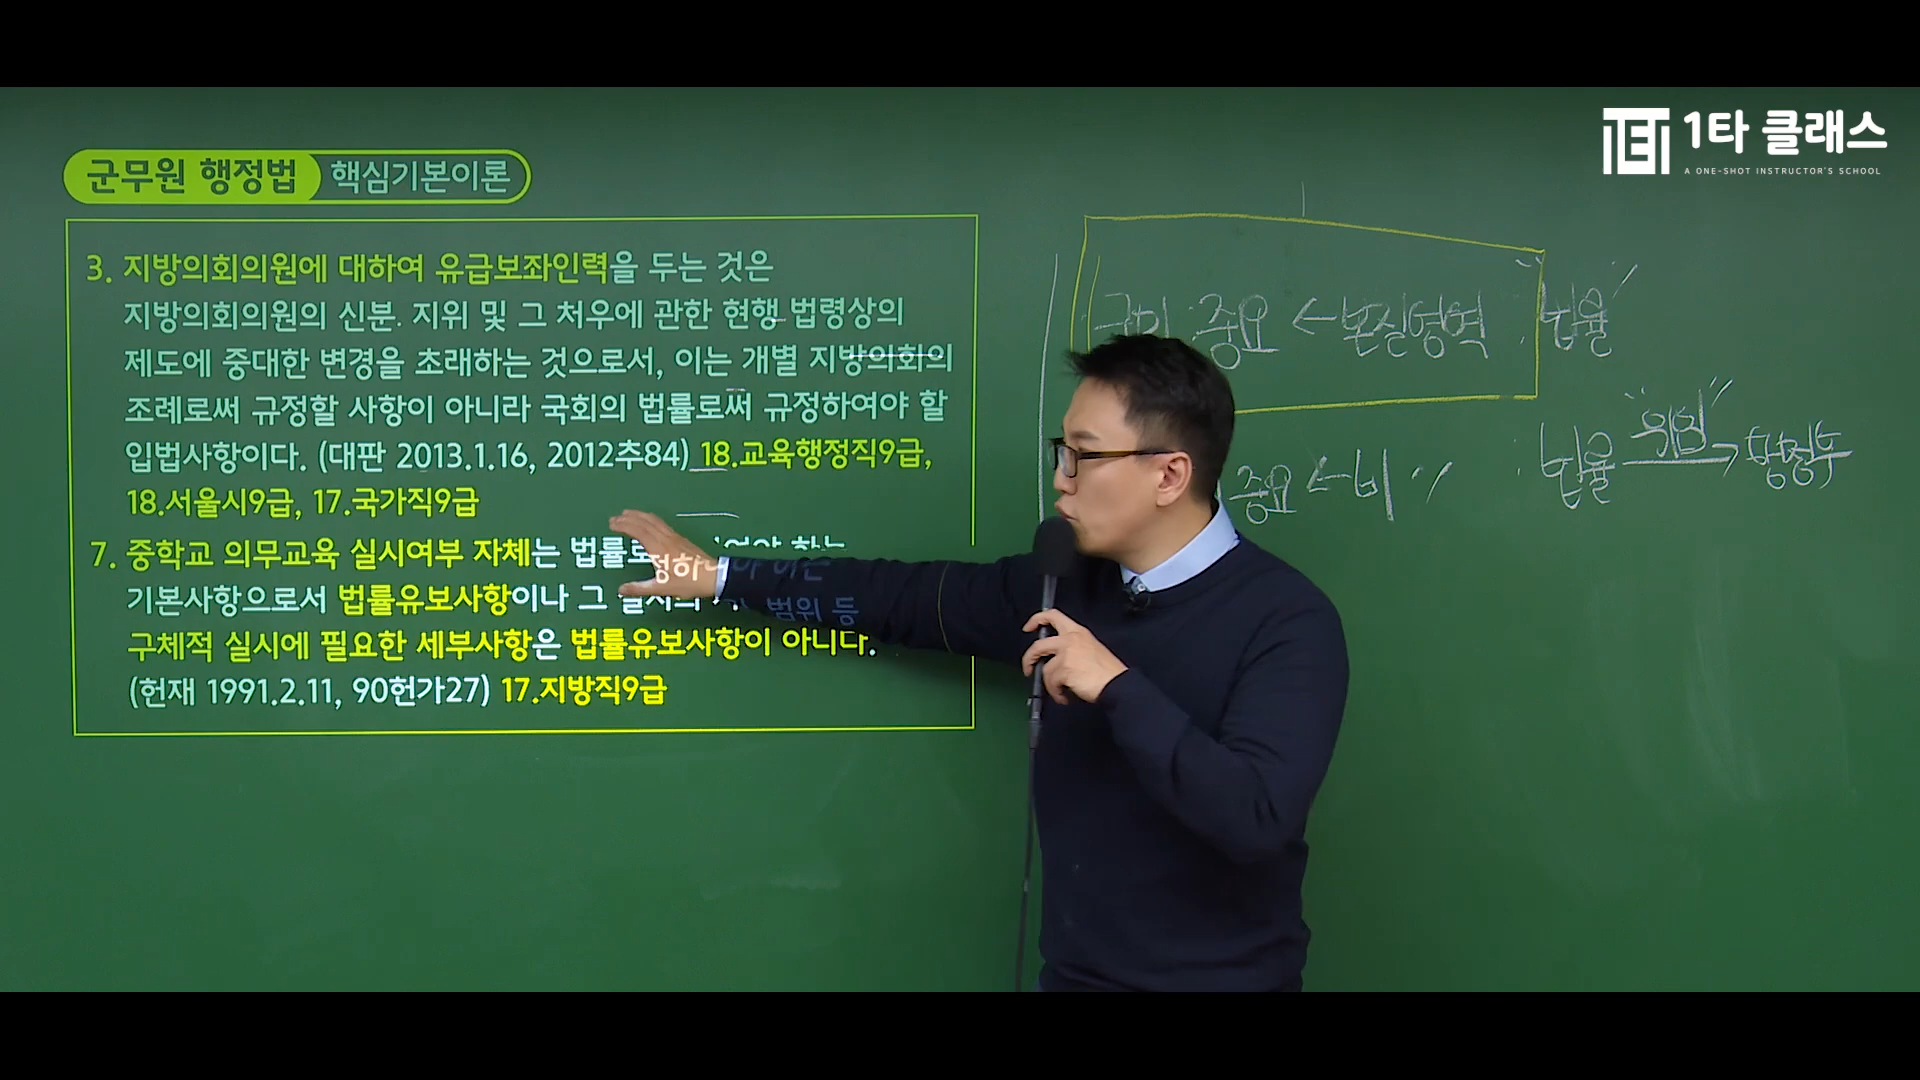 1타 클래스
A ONE-SHOT INSTRUCTOR'S SCHOOL
군무원 행정법 핵심기본이론
3. 지방의회의원에 대하여 유급보좌인력을 두는 것은
지방의회의원의 신분. 지위 및 그 처우에 관한 현행 법령상의
제도에 중대한 변경을 초래하는 것으로서, 이는 개별 지방의회의
조례로써 규정할 사항이 아니라 국회의 법률로써 규정하여야 할
입법사항이다. (대판 2013.1.16, 2012추84) 18.교육행정직9급,
18.서울시9급, 17.국가직9급
7. 중학교 의무교육 실시여부 자체는 법률로
기본사항으로서 법률유보사항이나 그 범위 등
구체적 실시에 필요한 세부사항은 법률유보사항이 아니다.
(헌재 1991.2.11, 90헌가27) 17.지방직9급
중요 ← 본질영역 : 법률
중요 ← 비 〃 : 법률 "위임" → 행정부